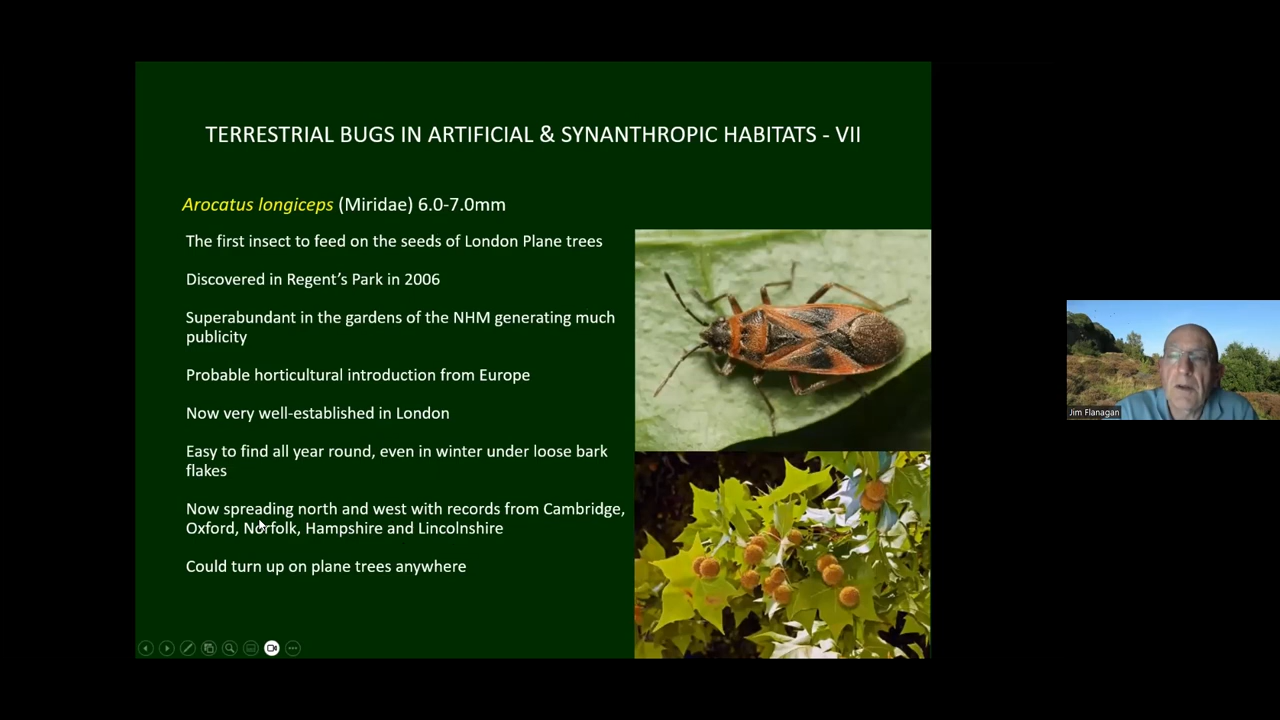 TERRESTRIAL BUGS IN ARTIFICIAL & SYNANTHROPIC HABITATS - VII
Arocatus longiceps (Miridae) 6.0-7.0mm
The first insect to feed on the seeds of London Plane trees
Discovered in Regent’s Park in 2006
Superabundant in the gardens of the NHM generating much
publicity
Probable horticultural introduction from Europe
Now very well-established in London
Easy to find all year round, even in winter under loose bark
flakes
Now spreading north and west with records from Cambridge,
Oxford, Norfolk, Hampshire and Lincolnshire
Could turn up on plane trees anywhere
Jim Flanagan